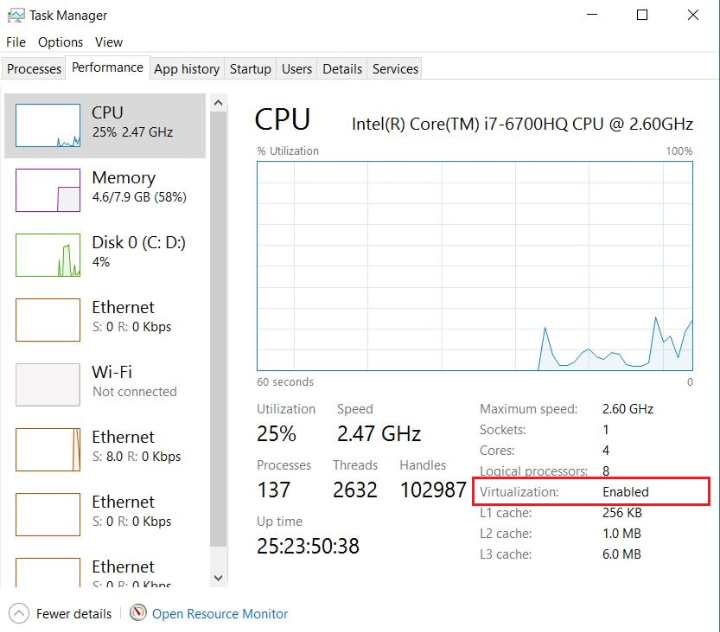 Task Manager
File Options View
Processes Performance App history Startup Users Details Services
CPU
25% 2.47 GHz
Memory
4.6/7.9 GB (58%)
Disk 0 (C: D:)
4%
Ethernet
S: 0 R: 0 Kbps
Wi-Fi
Not connected
Ethernet
S: 8.0 R: 0 Kbps
Ethernet
S: 0 R: 0 Kbps
Ethernet
S: 0 R: 0 Kbps
CPU Intel(R) Core(TM) i7-6700HQ CPU @ 2.60GHz
% Utilization 100%
60 seconds 0
Utilization Speed
25% 2.47 GHz
Processes Threads Handles
137 2632 102987
Up time
25:23:50:38
Maximum speed: 2.60 GHz
Sockets: 1
Cores: 4
Logical processors: 8
Virtualization: Enabled
L1 cache: 256 KB
L2 cache: 1.0 MB
L3 cache: 6.0 MB
Fewer details Open Resource Monitor